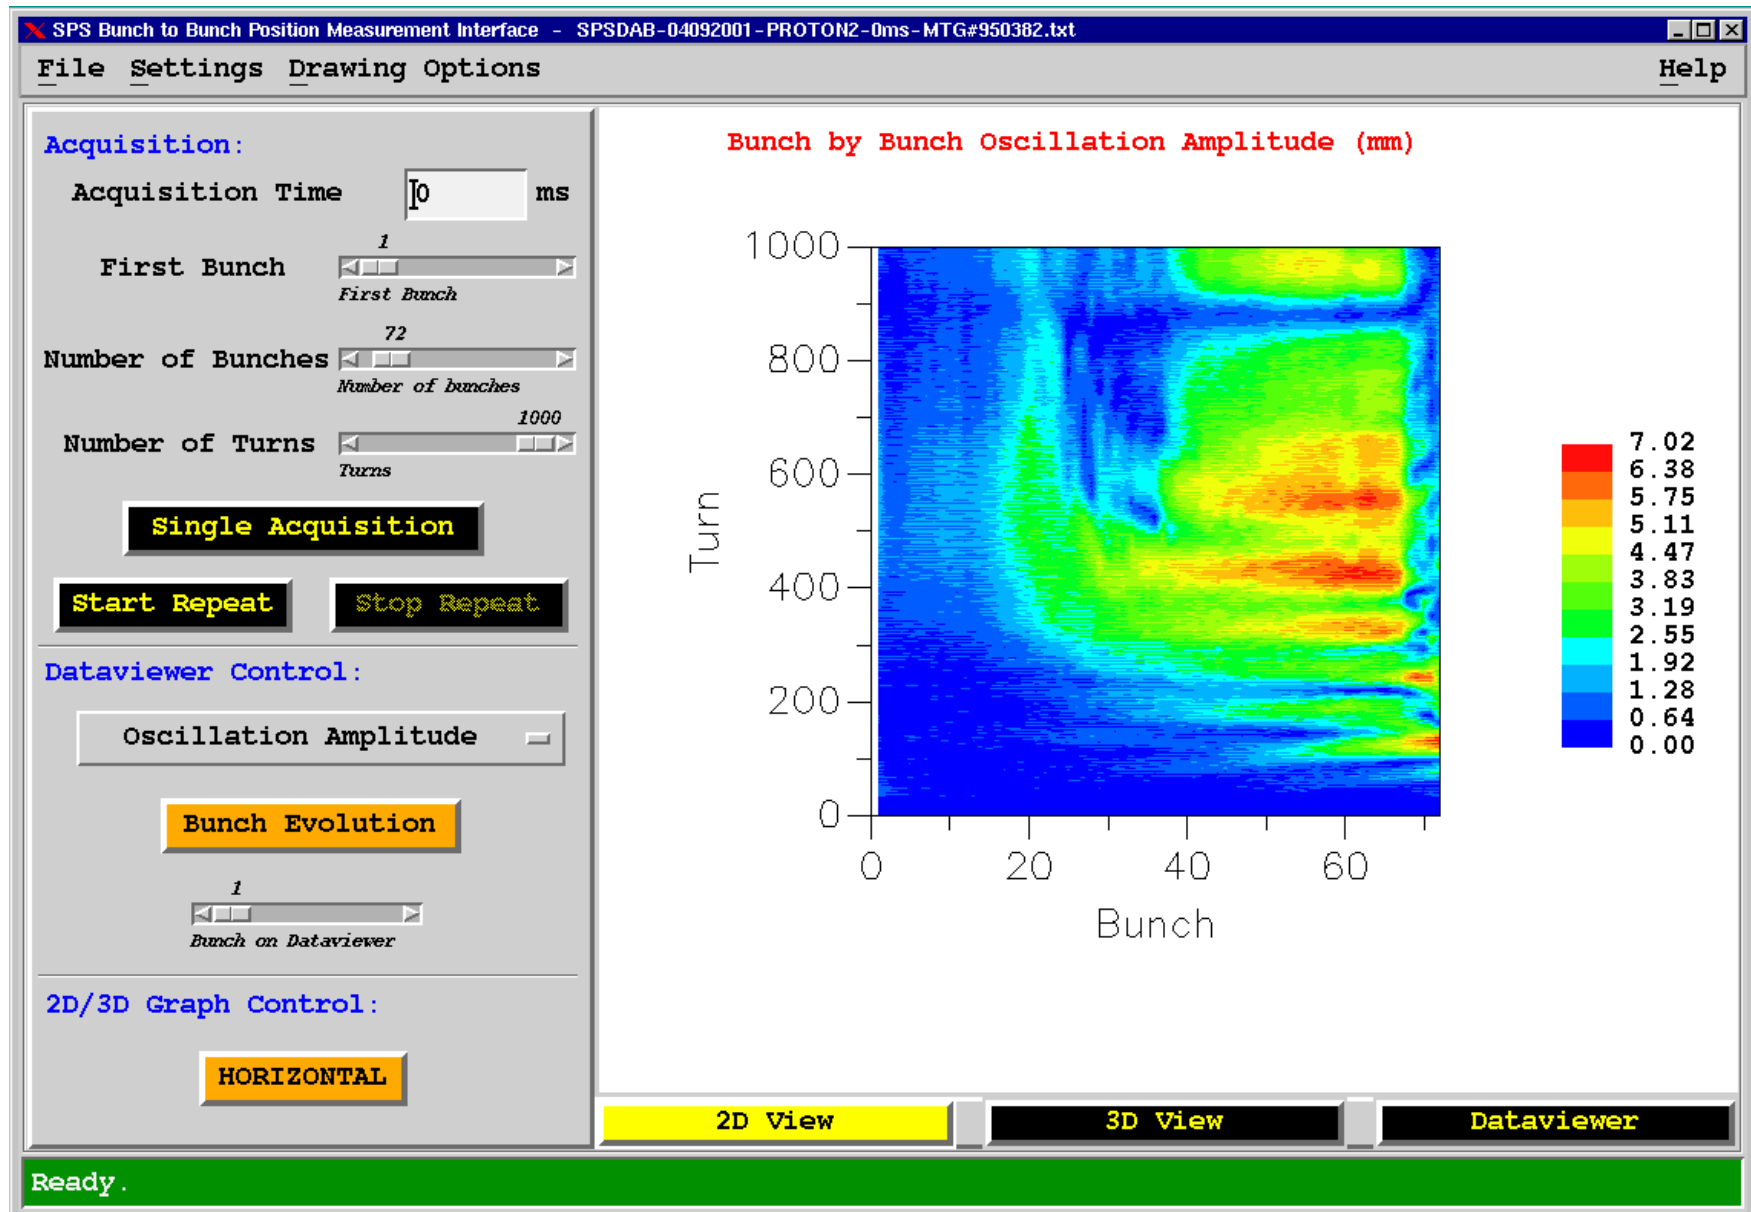 SPS Bunch to Bunch Position Measurement Interface - SPSDAB-04092001-PROTON2-0ms-MTG#950382.txt
File Settings Drawing Options Help
Acquisition:
Acquisition Time 0 ms
1
First Bunch
First Bunch
72
Number of Bunches
Number of bunches
1000
Number of Turns
Turns
Single Acquisition
Start Repeat Stop Repeat
Dataviewer Control:
Oscillation Amplitude
Bunch Evolution
1
Bunch on Dataviewer
2D/3D Graph Control:
HORIZONTAL
Bunch by Bunch Oscillation Amplitude (mm)
1000
800
600
400
200
0
Turn
0 20 40 60
Bunch
7.02
6.38
5.75
5.11
4.47
3.83
3.19
2.55
1.92
1.28
0.64
0.00
2D View 3D View Dataviewer
Ready.